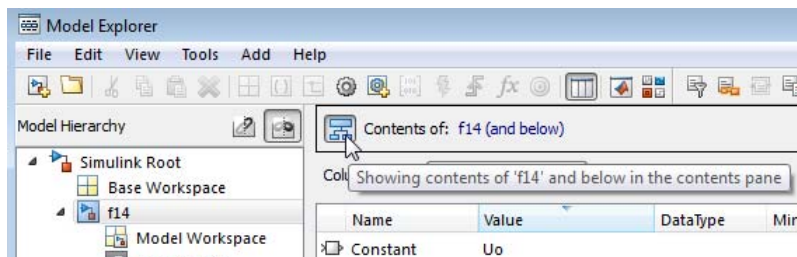 Model Explorer
File Edit View Tools Add Help
Model Hierarchy
Contents of: f14 (and below)
Simulink Root
Showing contents of 'f14' and below in the contents pane
Base Workspace
f14
Name Value DataType
Model Workspace
Constant Uo